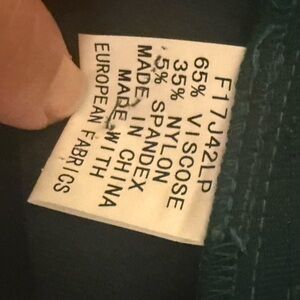 F17J42LP
65% VISCOSE
35% NYLON
5% SPANDEX
MADE IN CHINA
MADE WITH
EUROPEAN FABRICS